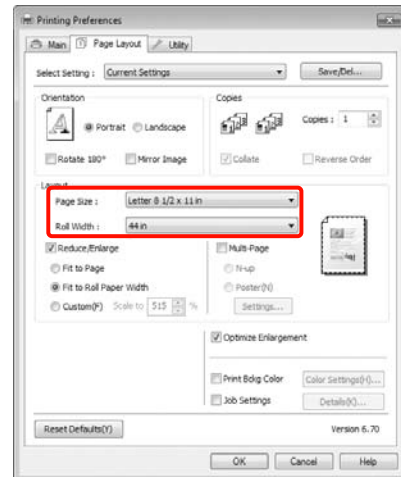 Printing Preferences
Main Page Layout Utility
Select Setting : Current Settings Save/Del...
Orientation Copies
Portrait Landscape Copies : 1
Rotate 180° Mirror Image Collate Reverse Order
Layout
Page Size : Letter 8 1/2 x 11 in
Roll Width : 44 in
Reduce/Enlarge Multi-Page
Fit to Page N-up
Fit to Roll Paper Width Poster(N)
Custom(F) Scale to 515 % Settings...
Optimize Enlargement
Print Bckg Color Color Settings(H)...
Job Settings Details(K)...
Reset Defaults(Y) Version 6.70
OK Cancel Help